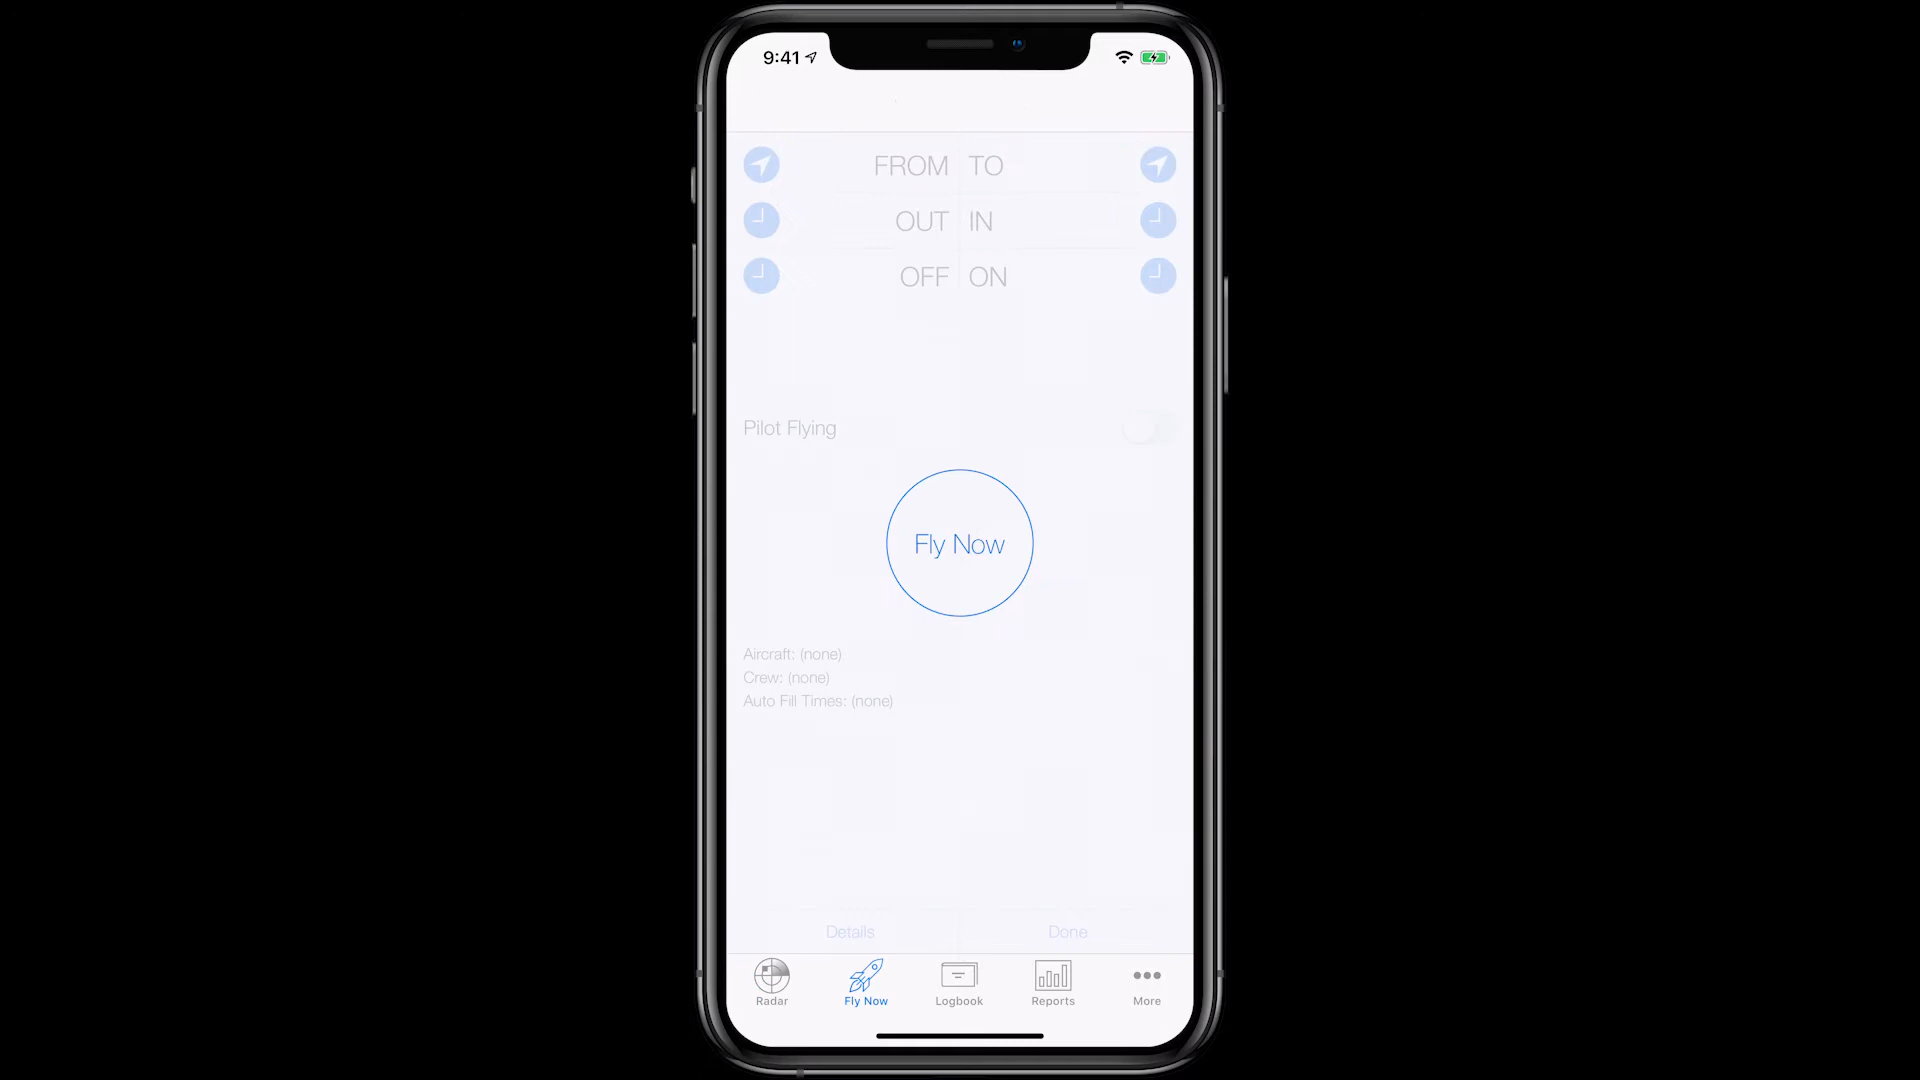 9:41
FROM TO
OUT IN
OFF ON
Pilot Flying
Fly Now
Aircraft: (none)
Crew: (none)
Auto Fill Times: (none)
Details Done
Radar Fly Now Logbook Reports More